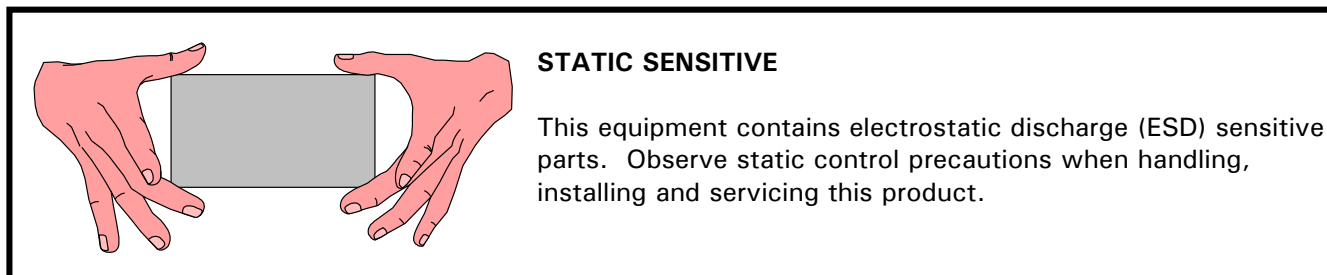 STATIC SENSITIVE
This equipment contains electrostatic discharge (ESD) sensitive
parts.  Observe static control precautions when handling,
installing and servicing this product.